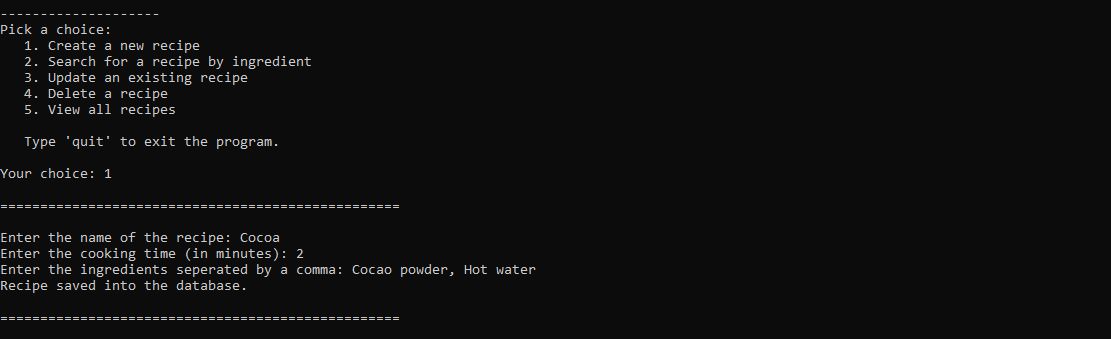 --------------------
Pick a choice:
   1. Create a new recipe
   2. Search for a recipe by ingredient
   3. Update an existing recipe
   4. Delete a recipe
   5. View all recipes

   Type 'quit' to exit the program.

Your choice: 1

==================================================

Enter the name of the recipe: Cocoa
Enter the cooking time (in minutes): 2
Enter the ingredients seperated by a comma: Cocao powder, Hot water
Recipe saved into the database.

==================================================